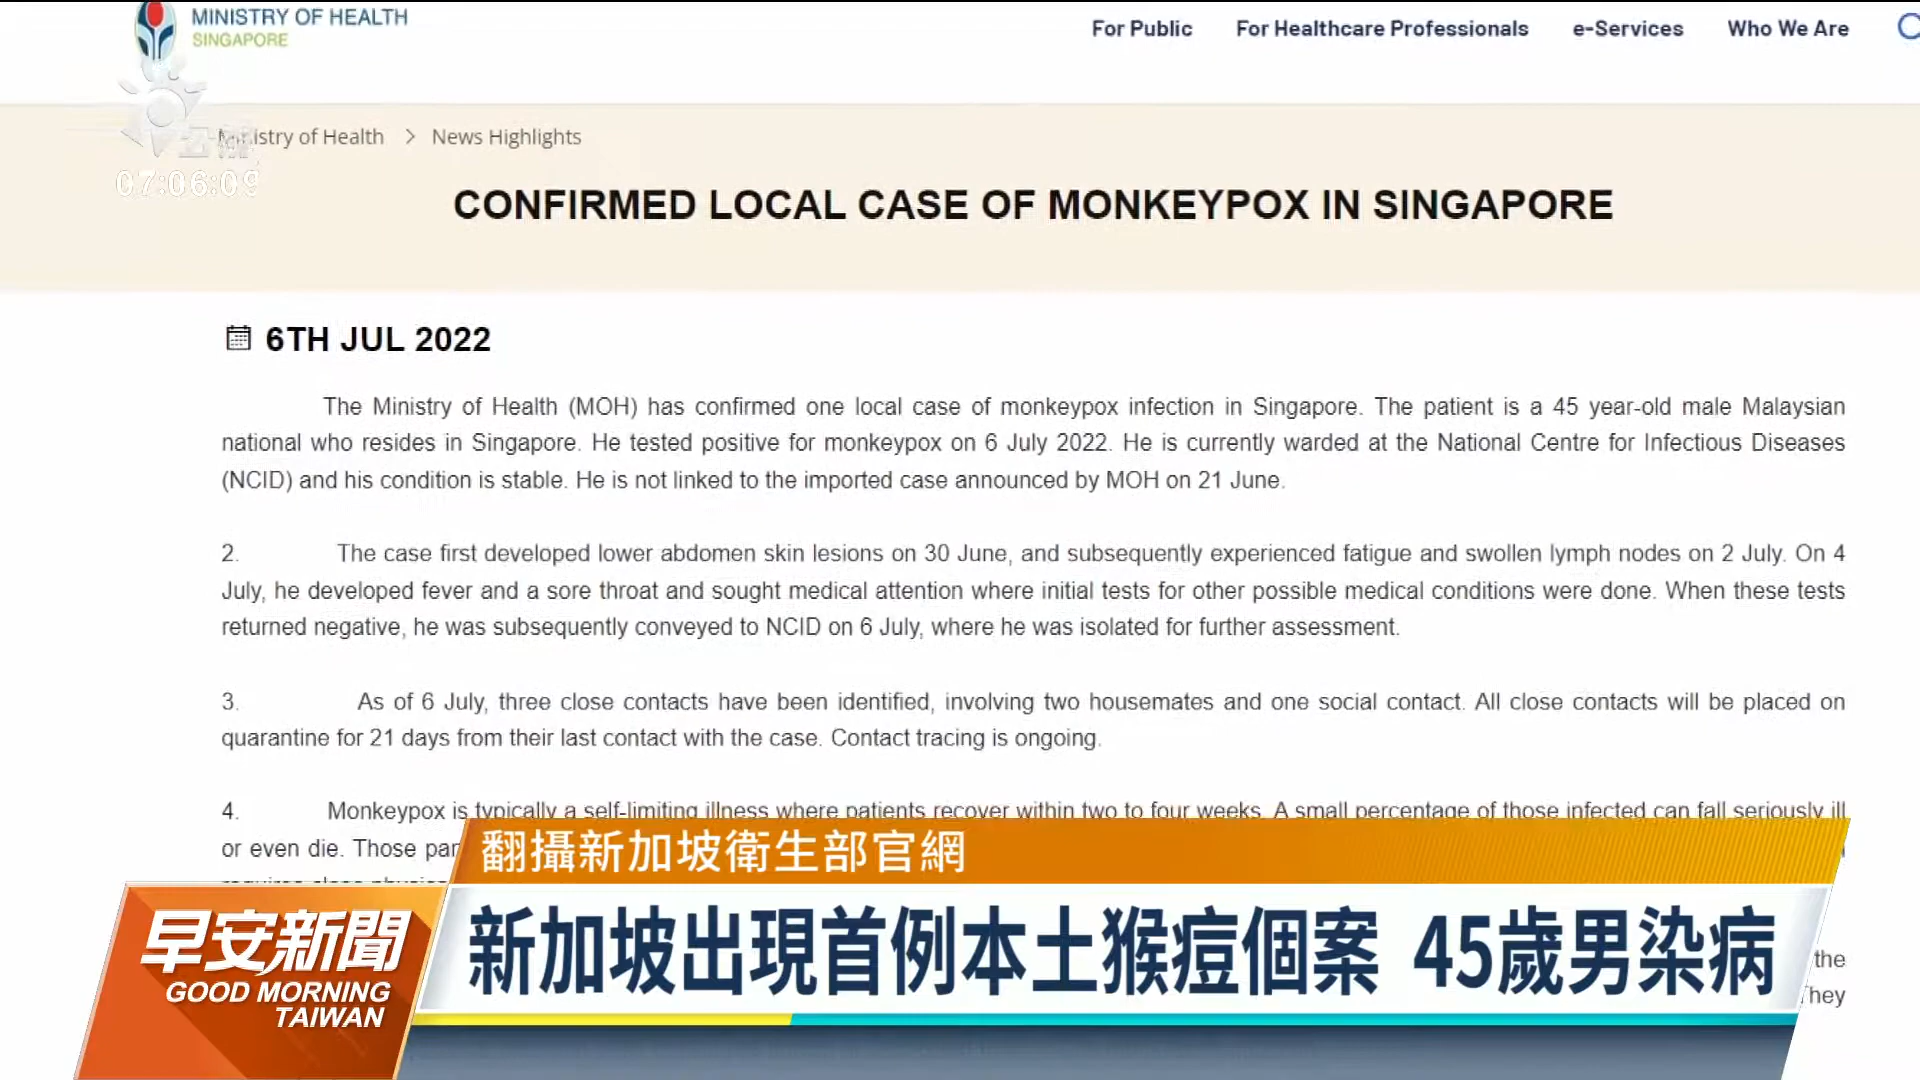 MINISTRY OF HEALTH
SINGAPORE
For Public For Healthcare Professionals e-Services Who We Are
Ministry of Health > News Highlights
公視
07:06:09
CONFIRMED LOCAL CASE OF MONKEYPOX IN SINGAPORE
6TH JUL 2022
The Ministry of Health (MOH) has confirmed one local case of monkeypox infection in Singapore. The patient is a 45 year-old male Malaysian
national who resides in Singapore. He tested positive for monkeypox on 6 July 2022. He is currently warded at the National Centre for Infectious Diseases
(NCID) and his condition is stable. He is not linked to the imported case announced by MOH on 21 June.
2. The case first developed lower abdomen skin lesions on 30 June, and subsequently experienced fatigue and swollen lymph nodes on 2 July. On 4
July, he developed fever and a sore throat and sought medical attention where initial tests for other possible medical conditions were done. When these tests
returned negative, he was subsequently conveyed to NCID on 6 July, where he was isolated for further assessment.
3. As of 6 July, three close contacts have been identified, involving two housemates and one social contact. All close contacts will be placed on
quarantine for 21 days from their last contact with the case. Contact tracing is ongoing.
4. Monkeypox is typically a self-limiting illness where patients recover within two to four weeks. A small percentage of those infected can fall seriously ill
or even die. Those
翻攝新加坡衛生部官網
新加坡出現首例本土猴痘個案 45歲男染病
the
They
早安新聞
GOOD MORNING
TAIWAN